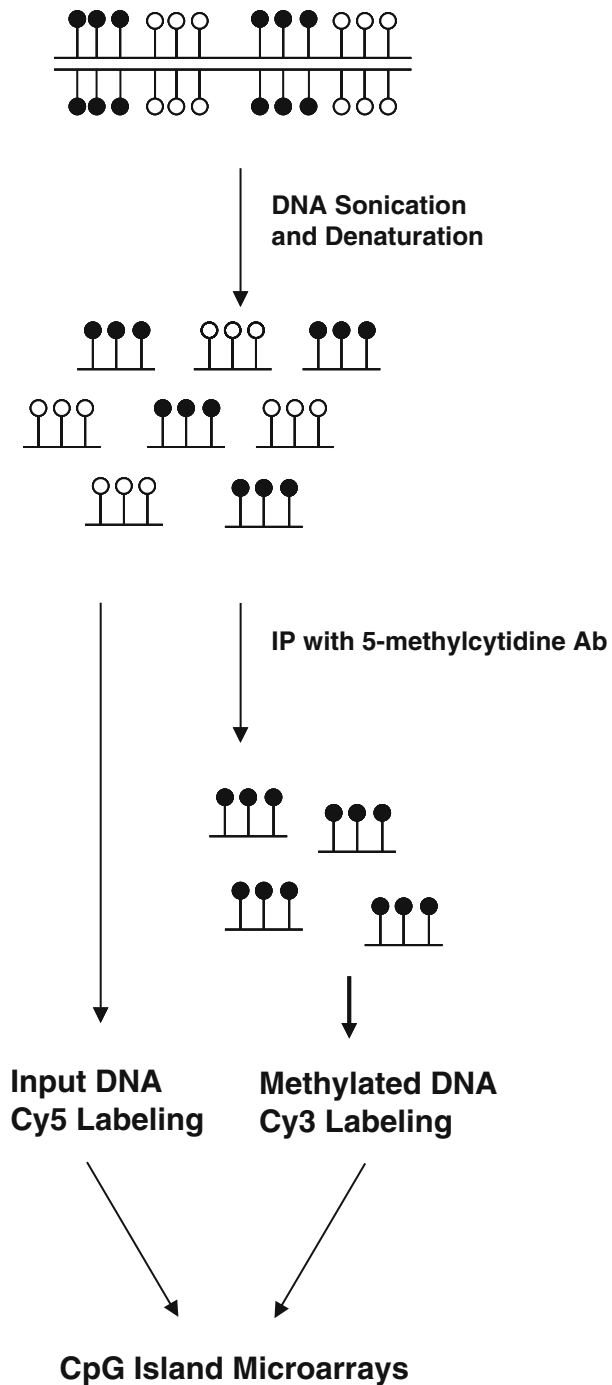 DNA Sonication
and Denaturation
IP with 5-methylcytidine Ab
Input DNA
Cy5 Labeling
Methylated DNA
Cy3 Labeling
CpG Island Microarrays